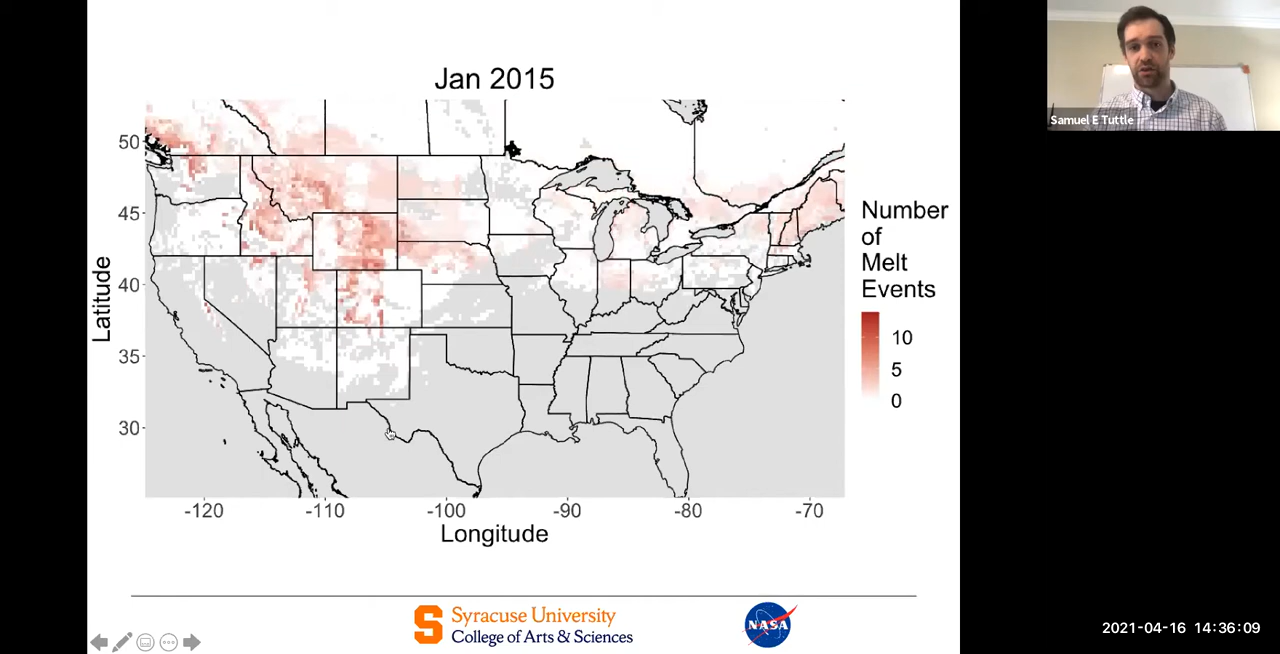 Jan 2015
Samuel E Tuttle
50
45
40
35
30
Latitude
-120
-110
-100
-90
-80
-70
Longitude
Number
of
Melt
Events
10
5
0
S
Syracuse University
College of Arts & Sciences
NASA
2021-04-16 14:36:09